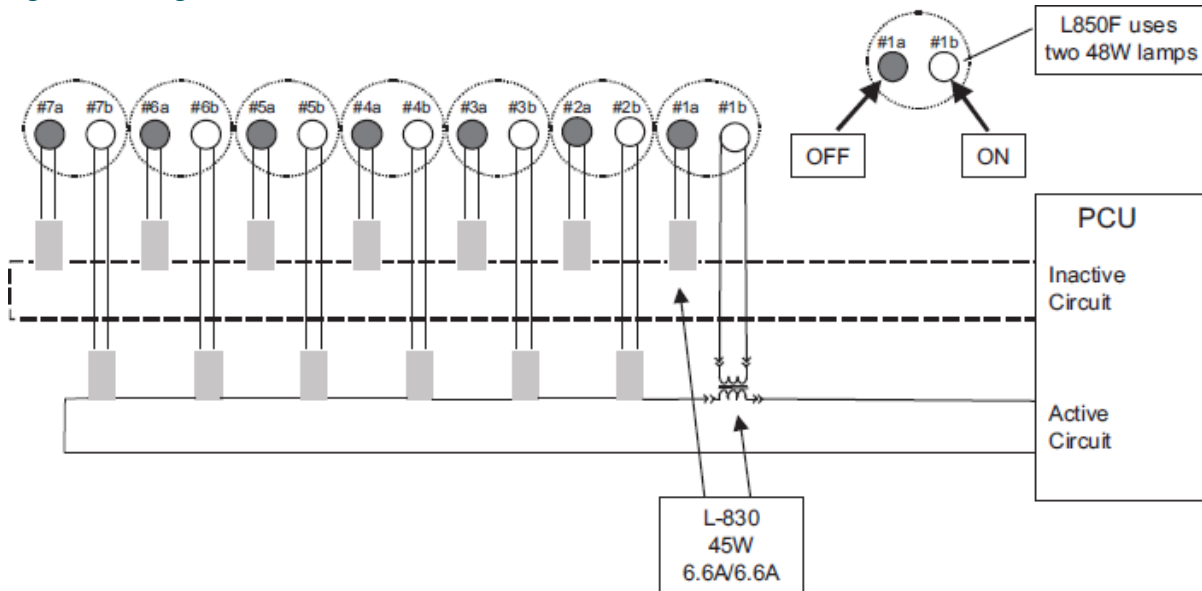 L850F uses
two 48W lamps
#1a #1b
OFF
ON
#7a #7b #6a #6b #5a #5b #4a #4b #3a #3b #2a #2b #1a #1b
PCU
Inactive
Circuit
Active
Circuit
L-830
45W
6.6A/6.6A